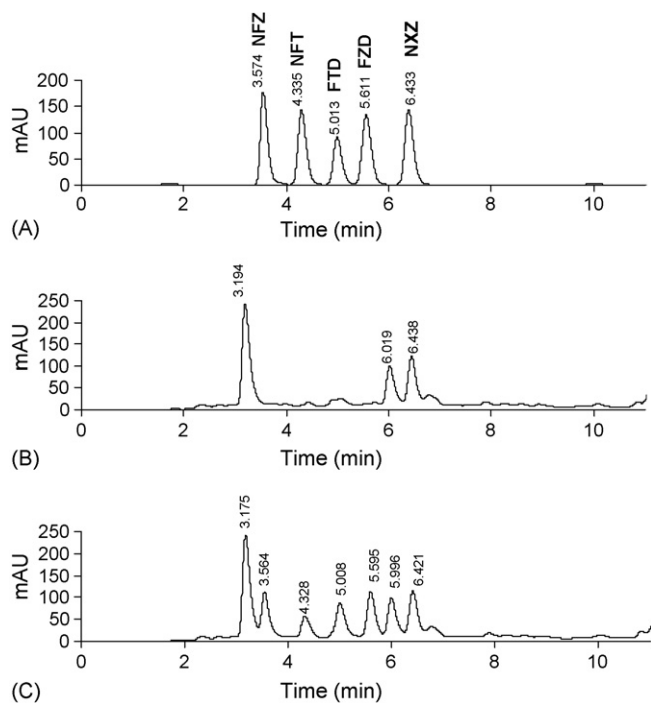 NFZ NFT FTD FZD NXZ
3.574 4.335 5.013 5.611 6.433
200
150
100
50
0
mAU
0 2 4 6 8 10
Time (min)
(A)
3.194 6.019 6.438
250
200
150
100
50
0
mAU
0 2 4 6 8 10
Time (min)
(B)
3.175 3.564 4.328 5.008 5.595 5.996 6.421
250
200
150
100
50
0
mAU
0 2 4 6 8 10
Time (min)
(C)